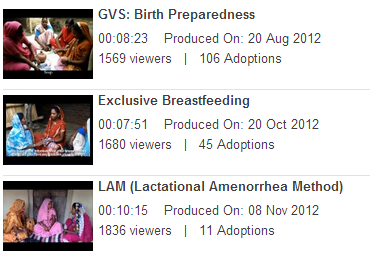 GVS: Birth Preparedness
00:08:23 Produced On: 20 Aug 2012
1569 viewers | 106 Adoptions
Exclusive Breastfeeding
00:07:51 Produced On: 20 Oct 2012
1680 viewers | 45 Adoptions
LAM (Lactational Amenorrhea Method)
00:10:15 Produced On: 08 Nov 2012
1836 viewers | 11 Adoptions